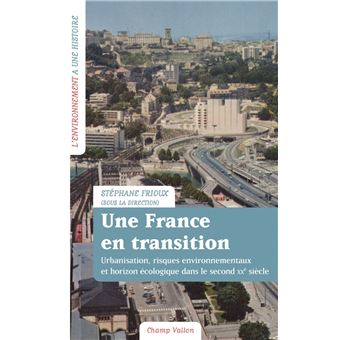 L'ENVIRONNEMENT A UNE HISTOIRE
STÉPHANE FRIOUX
(SOUS LA DIRECTION)
Une France
en transition
Urbanisation, risques environnementaux
et horizon écologique dans le second XXe siècle
Champ Vallon